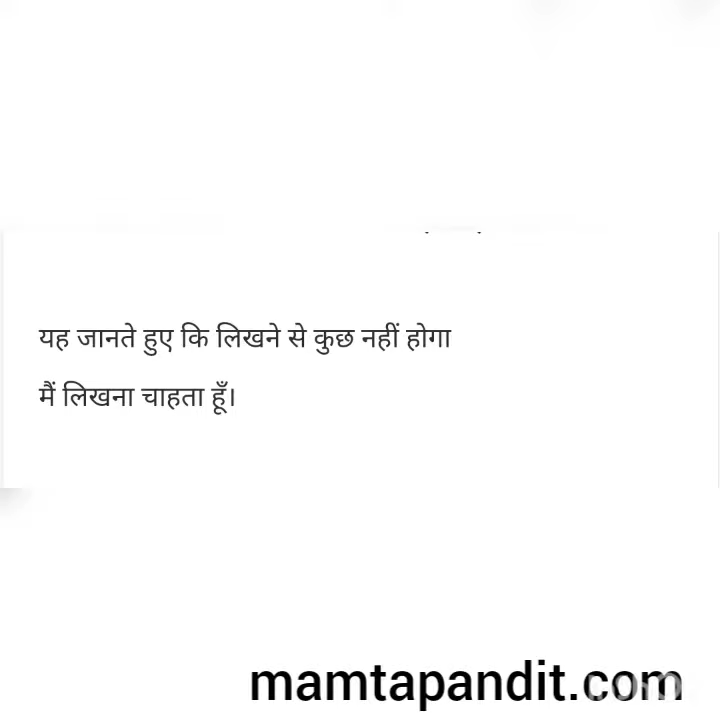 यह जानते हुए कि लिखने से कुछ नहीं होगा
मैं लिखना चाहता हूँ।
mamtapandit.com